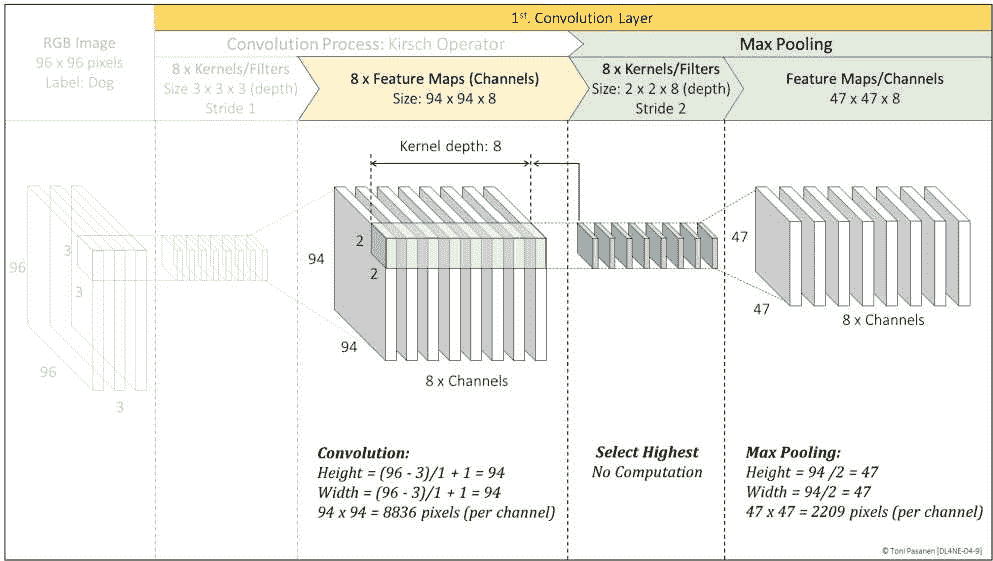 1st. Convolution Layer
RGB Image
96 x 96 pixels
Label: Dog
Convolution Process: Kirsch Operator
Max Pooling
8 x Kernels/Filters
Size 3 x 3 x 3 (depth)
Stride 1
8 x Feature Maps (Channels)
Size: 94 x 94 x 8
8 x Kernels/Filters
Size: 2 x 2 x 8 (depth)
Stride 2
Feature Maps/Channels
47 x 47 x 8
Kernel depth: 8
96
3
3
96
3
94
2
2
94
8 x Channels
47
47
8 x Channels
Convolution:
Height = (96 - 3)/1 + 1 = 94
Width = (96 - 3)/1 + 1 = 94
94 x 94 = 8836 pixels (per channel)
Select Highest
No Computation
Max Pooling:
Height = 94 /2 = 47
Width = 94/2 = 47
47 x 47 = 2209 pixels (per channel)
© Toni Pasanen [DL4NE-04-9]